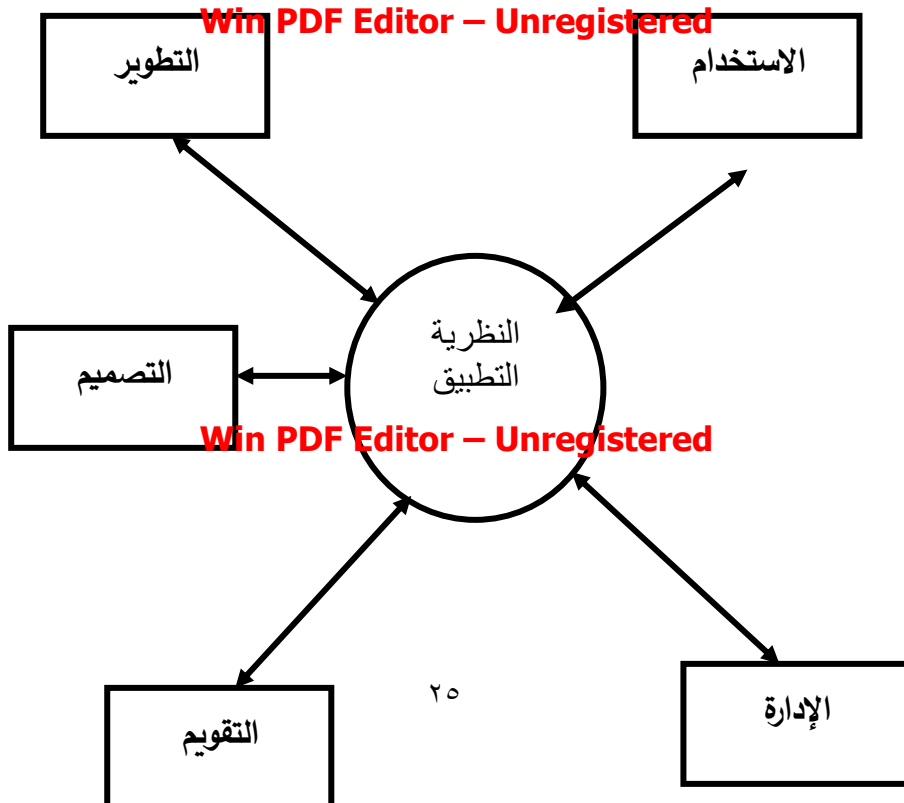 Win PDF Editor – Unregistered
الاستخدام
التطوير
النظرية
التطبيق
التصميم
Win PDF Editor – Unregistered
الإدارة
٢٥
التقويم